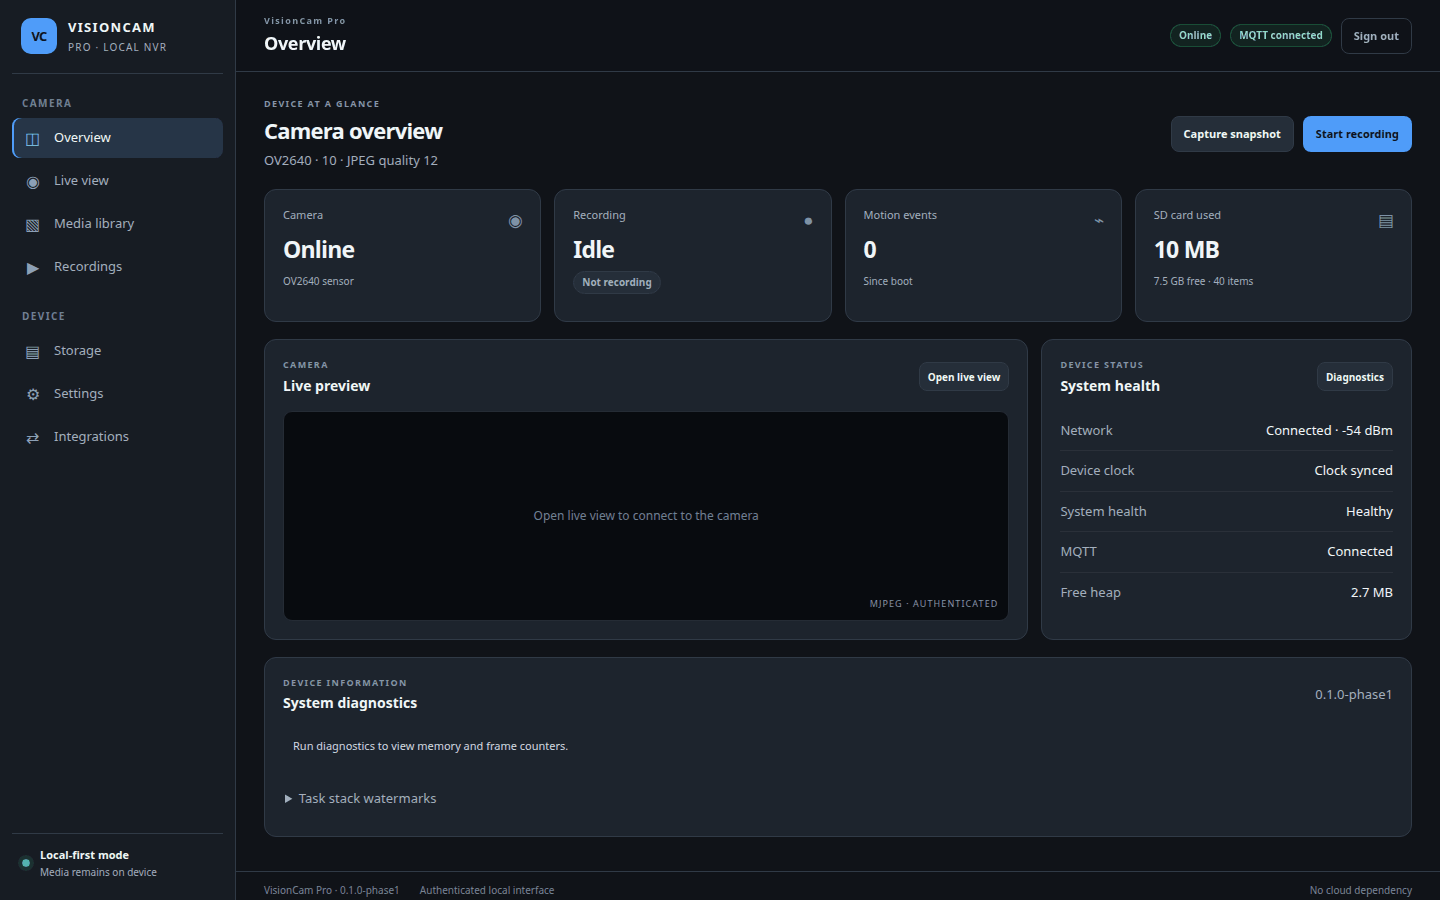 VC
VISIONCAM
PRO · LOCAL NVR
CAMERA
Overview
Live view
Media library
Recordings
DEVICE
Storage
Settings
Integrations
Local-first mode
Media remains on device
VisionCam Pro
Overview
Online
MQTT connected
Sign out
DEVICE AT A GLANCE
Camera overview
OV2640 · 10 · JPEG quality 12
Capture snapshot
Start recording
Camera
Online
OV2640 sensor
Recording
Idle
Not recording
Motion events
0
Since boot
SD card used
10 MB
7.5 GB free · 40 items
CAMERA
Live preview
Open live view
Open live view to connect to the camera
MJPEG · AUTHENTICATED
DEVICE STATUS
System health
Diagnostics
Network Connected · -54 dBm
Device clock Clock synced
System health Healthy
MQTT Connected
Free heap 2.7 MB
DEVICE INFORMATION
System diagnostics
0.1.0-phase1
Run diagnostics to view memory and frame counters.
Task stack watermarks
VisionCam Pro · 0.1.0-phase1 Authenticated local interface No cloud dependency